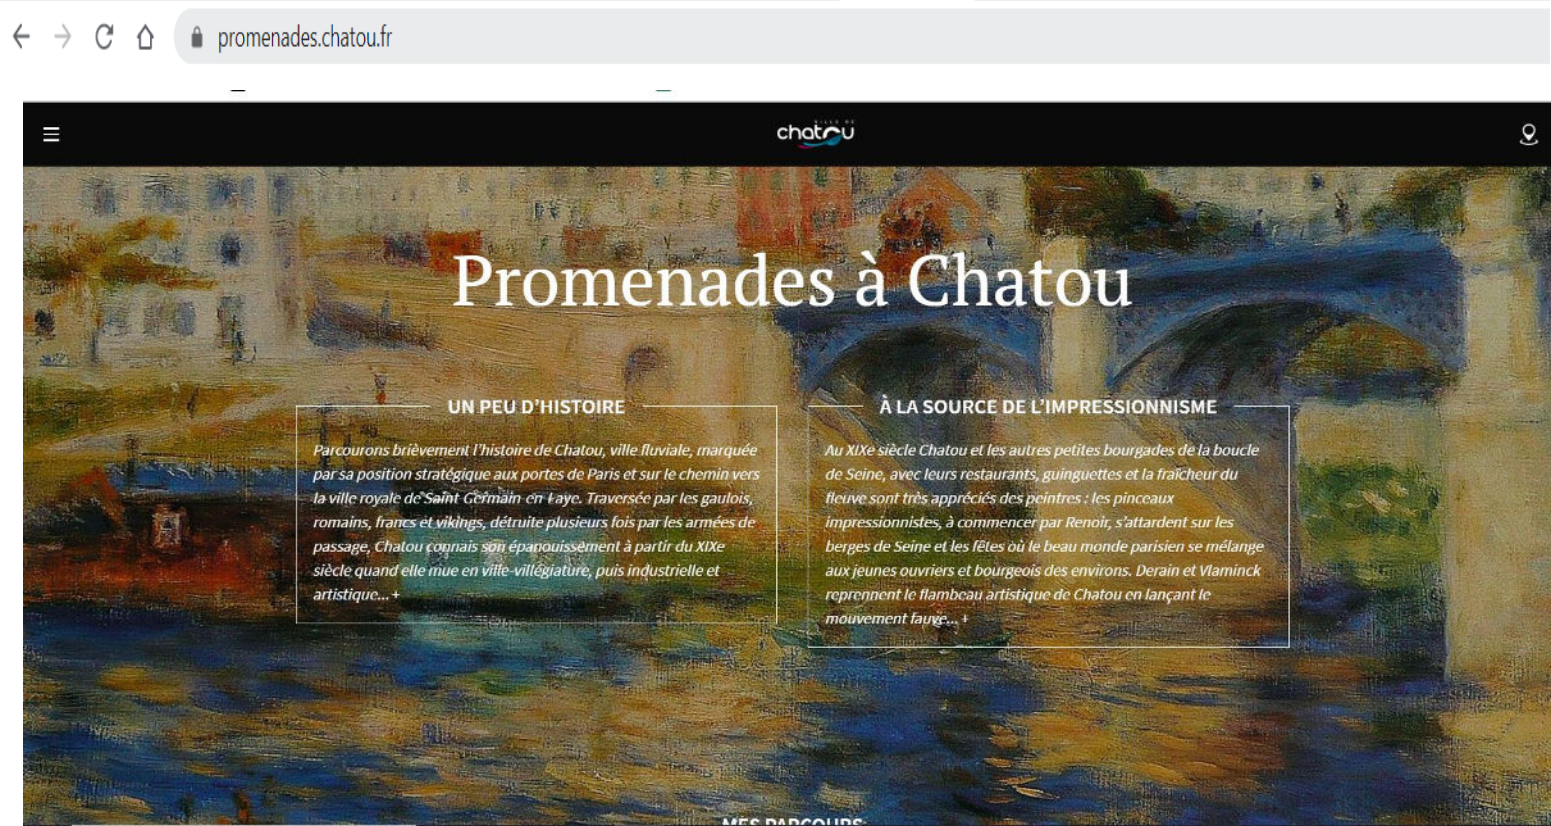 promenades.chatou.fr
VILLE DE
chatou
Promenades à Chatou
UN PEU D'HISTOIRE
Parcourons brièvement l'histoire de Chatou, ville fluviale, marquée
par sa position stratégique aux portes de Paris et sur le chemin vers
la ville royale de Saint Germain en Laye. Traversée par les gaulois,
romains, francs et vikings, détruite plusieurs fois par les armées de
passage, Chatou connais son épanouissement à partir du XIXe
siècle quand elle mue en ville-villégiature, puis industrielle et
artistique... +
À LA SOURCE DE L'IMPRESSIONNISME
Au XIXe siècle Chatou et les autres petites bourgades de la boucle
de Seine, avec leurs restaurants, guinguettes et la fraîcheur du
fleuve sont très appréciés des peintres : les pinceaux
impressionnistes, à commencer par Renoir, s'attardent sur les
berges de Seine et les fêtes où le beau monde parisien se mélange
aux jeunes ouvriers et bourgeois des environs. Derain et Vlaminck
reprennent le flambeau artistique de Chatou en lançant le
mouvement fauve... +
MES PARCOURS